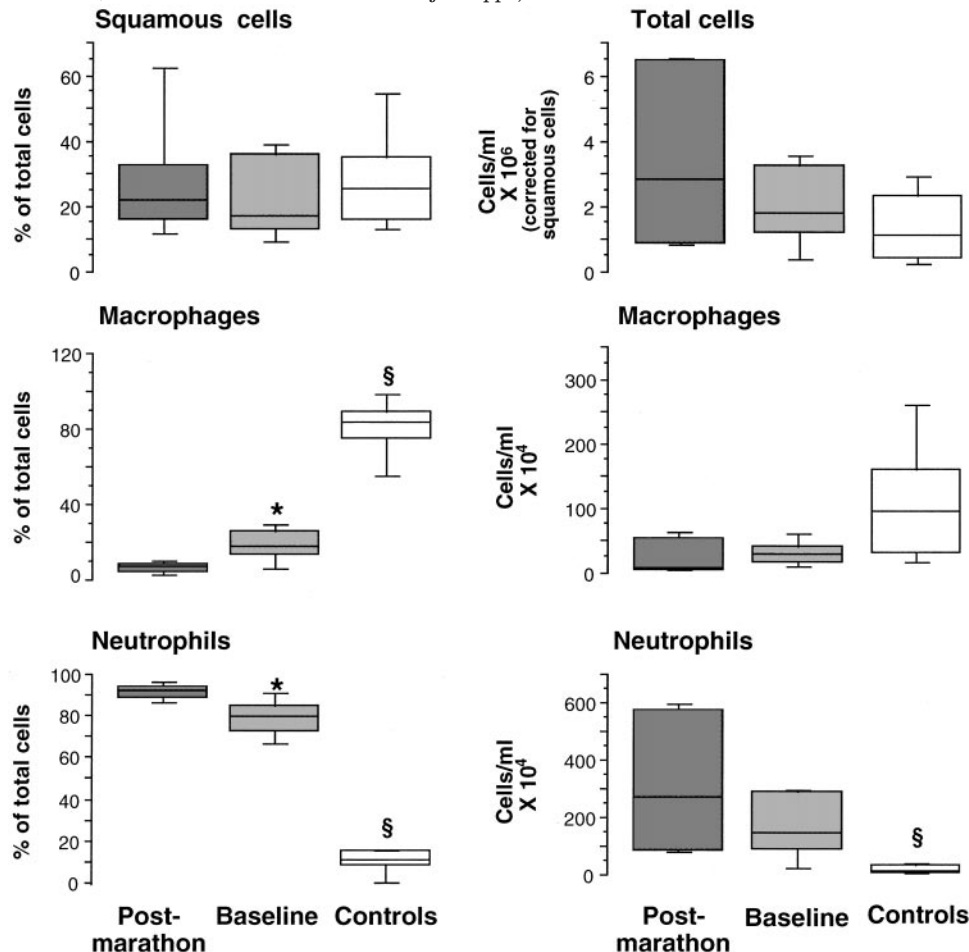 Squamous cells
% of total cells
60
40
20
0
Total cells
Cells/ml
X 10⁶
(corrected for
squamous cells)
6
4
2
0
Macrophages
% of total cells
120
80
40
0
§
*
Macrophages
Cells/ml
X 10⁴
300
200
100
0
Neutrophils
% of total cells
100
80
60
40
20
0
*
§
Post-
marathon
Baseline
Controls
Neutrophils
Cells/ml
X 10⁴
600
400
200
0
§
Post-
marathon
Baseline
Controls